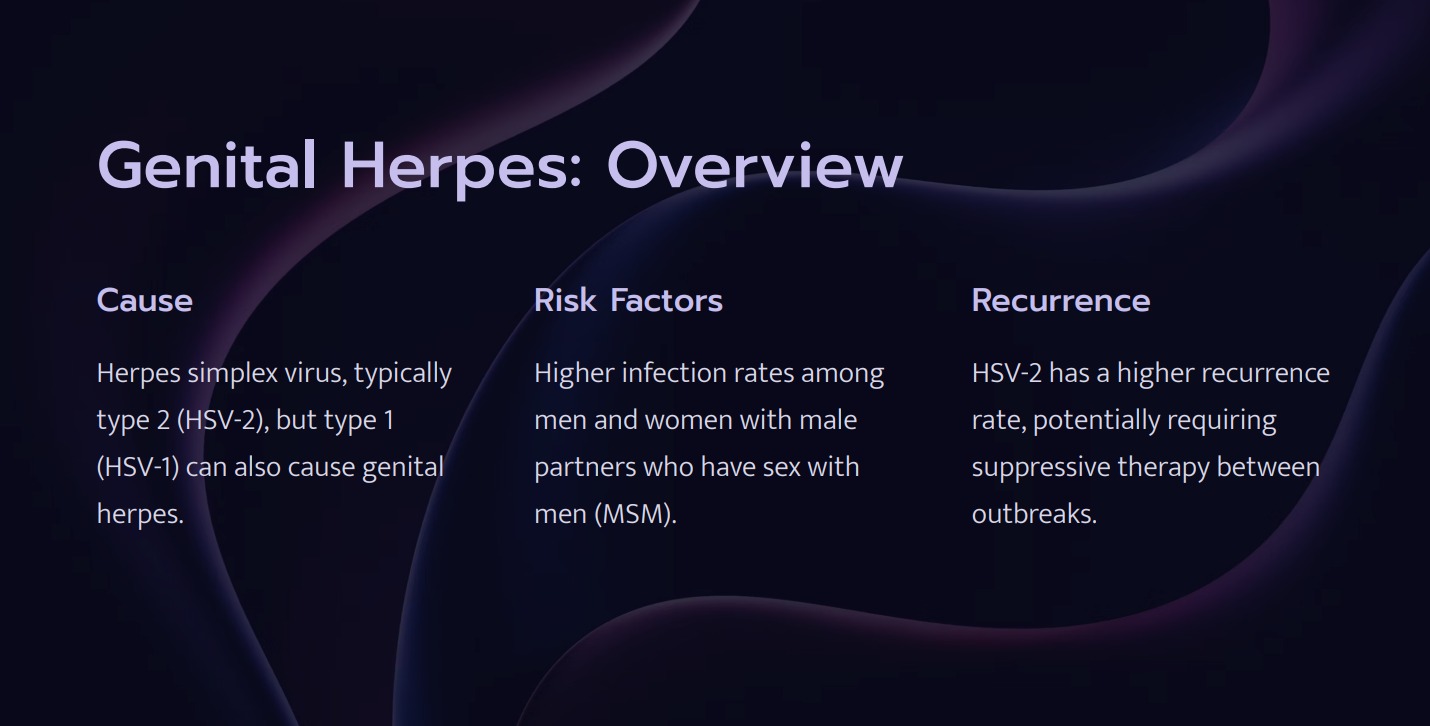 Genital Herpes: Overview
Cause
Herpes simplex virus, typically
type 2 (HSV-2), but type 1
(HSV-1) can also cause genital
herpes.
Risk Factors
Higher infection rates among
men and women with male
partners who have sex with
men (MSM).
Recurrence
HSV-2 has a higher recurrence
rate, potentially requiring
suppressive therapy between
outbreaks.